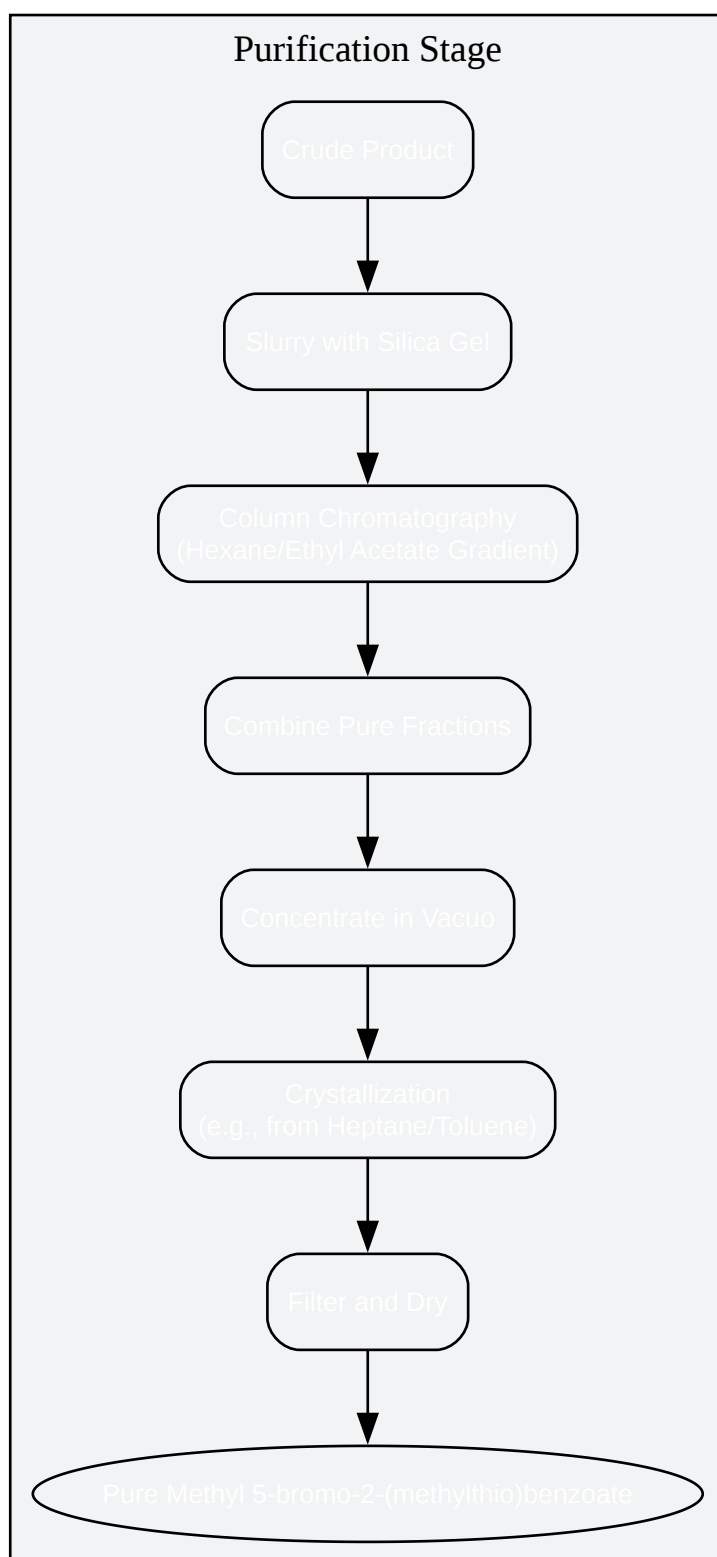 Purification Stage
Crude Product
Slurry with Silica Gel
Column Chromatography
(Hexane/Ethyl Acetate Gradient)
Combine Pure Fractions
Concentrate in Vacuo
Crystallization
(e.g., from Heptane/Toluene)
Filter and Dry
Pure Methyl 5-bromo-2-(methylthio)benzoate